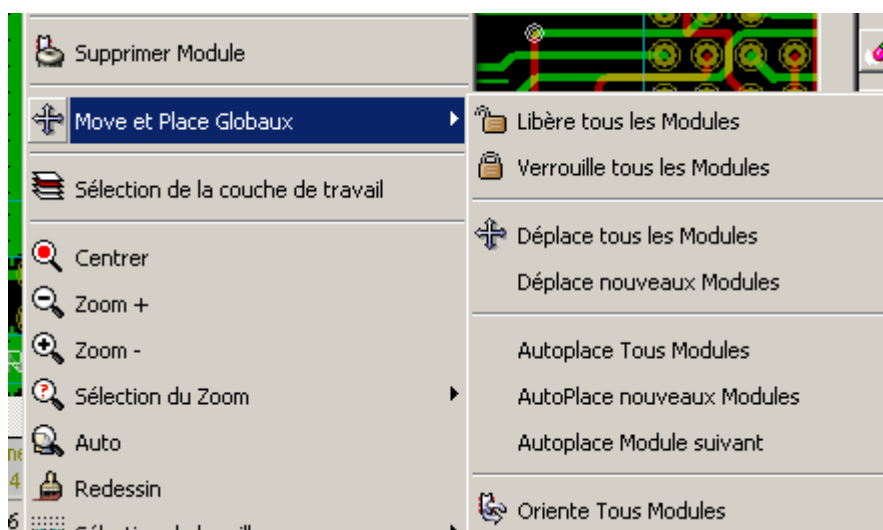 Supprimer Module
Move et Place Globaux
Sélection de la couche de travail
Centrer
Zoom +
Zoom -
Sélection du Zoom
Auto
Redessin
Libère tous les Modules
Verrouille tous les Modules
Déplace tous les Modules
Déplace nouveaux Modules
Autoplace Tous Modules
AutoPlace nouveaux Modules
Autoplace Module suivant
Oriente Tous Modules